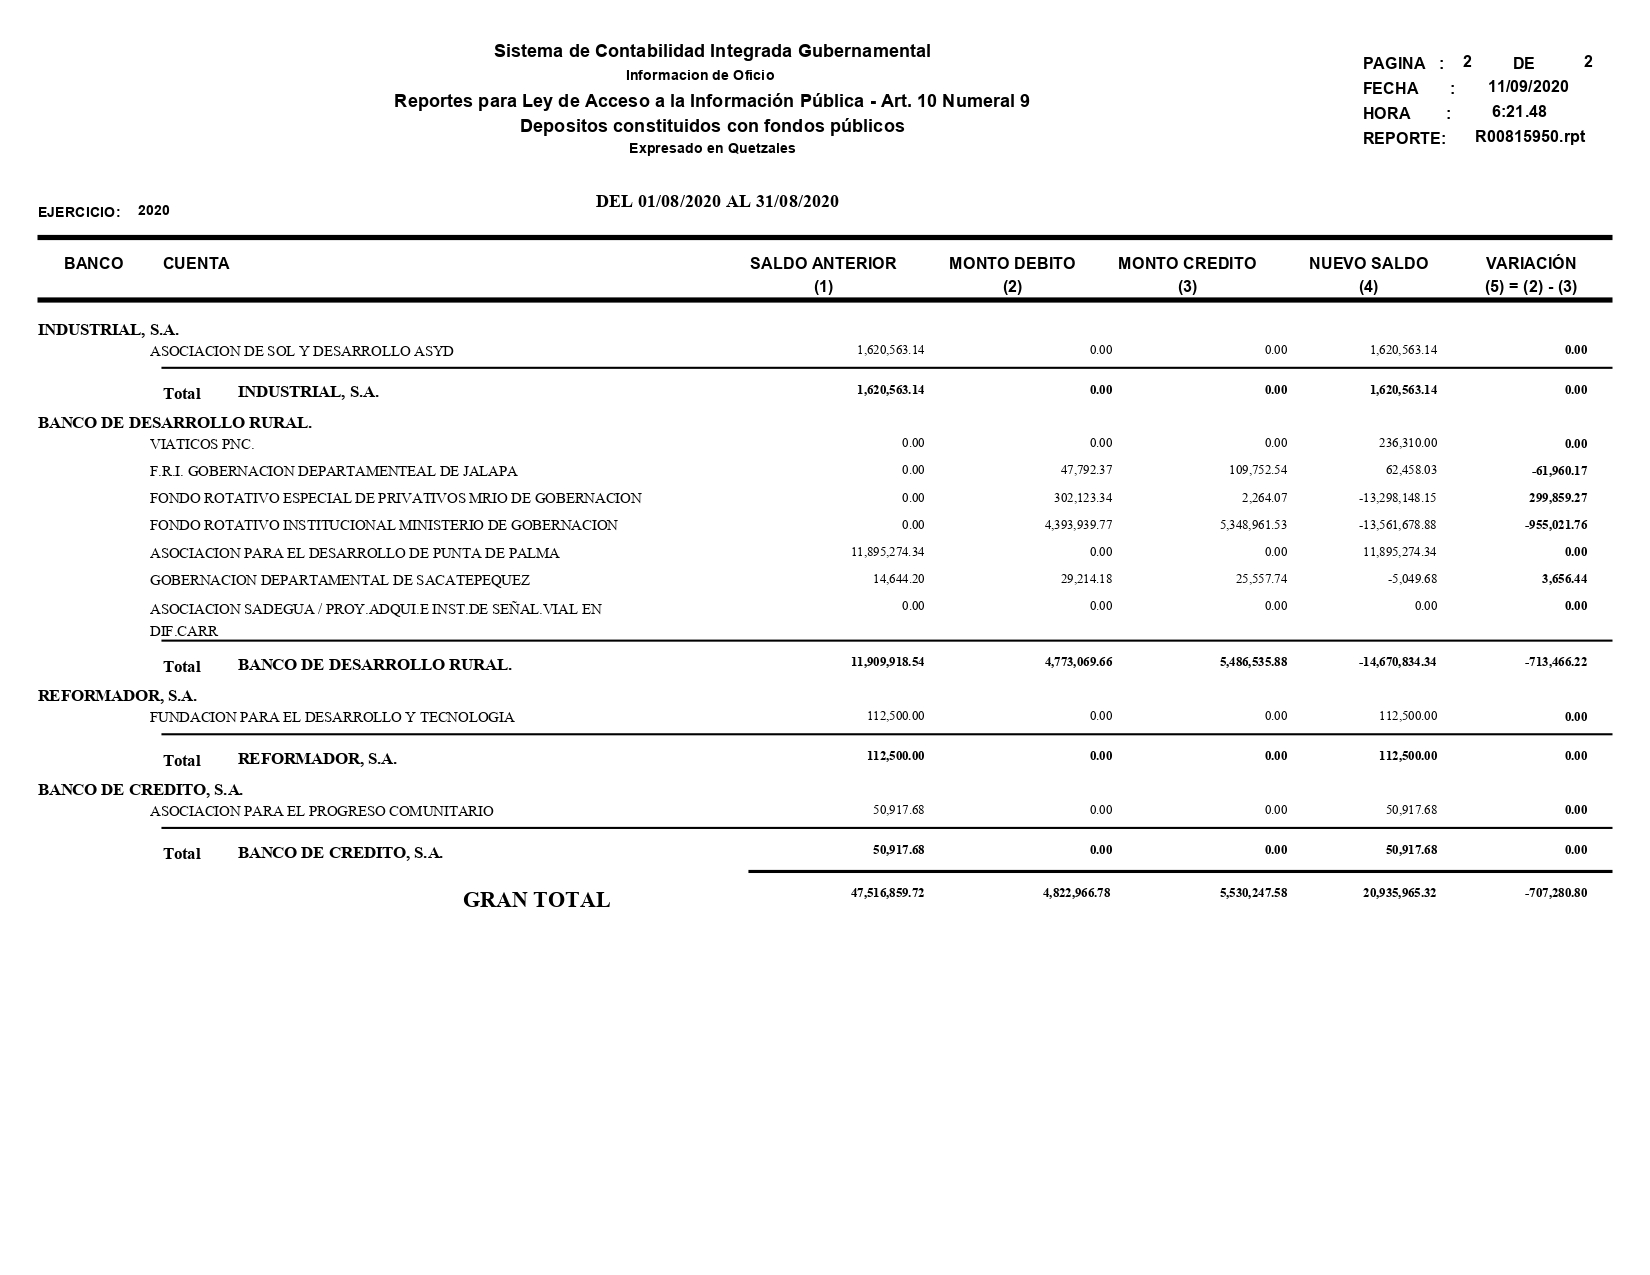 Sistema de Contabilidad Integrada Gubernamental
Informacion de Oficio
Reportes para Ley de Acceso a la Información Pública - Art. 10 Numeral 9
Depositos constituidos con fondos públicos
Expresado en Quetzales
PAGINA : 2 DE 2
FECHA : 11/09/2020
HORA : 6:21.48
REPORTE: R00815950.rpt
EJERCICIO: 2020
DEL 01/08/2020 AL 31/08/2020
BANCO CUENTA SALDO ANTERIOR MONTO DEBITO MONTO CREDITO NUEVO SALDO VARIACIÓN
(1) (2) (3) (4) (5) = (2) - (3)
INDUSTRIAL, S.A.
ASOCIACION DE SOL Y DESARROLLO ASYD 1,620,563.14 0.00 0.00 1,620,563.14 0.00
Total INDUSTRIAL, S.A. 1,620,563.14 0.00 0.00 1,620,563.14 0.00
BANCO DE DESARROLLO RURAL.
VIATICOS PNC. 0.00 0.00 0.00 236,310.00 0.00
F.R.I. GOBERNACION DEPARTAMENTEAL DE JALAPA 0.00 47,792.37 109,752.54 62,458.03 -61,960.17
FONDO ROTATIVO ESPECIAL DE PRIVATIVOS MRIO DE GOBERNACION 0.00 302,123.34 2,264.07 -13,298,148.15 299,859.27
FONDO ROTATIVO INSTITUCIONAL MINISTERIO DE GOBERNACION 0.00 4,393,939.77 5,348,961.53 -13,561,678.88 -955,021.76
ASOCIACION PARA EL DESARROLLO DE PUNTA DE PALMA 11,895,274.34 0.00 0.00 11,895,274.34 0.00
GOBERNACION DEPARTAMENTAL DE SACATEPEQUEZ 14,644.20 29,214.18 25,557.74 -5,049.68 3,656.44
ASOCIACION SADEGUA / PROY.ADQUI.E INST.DE SEÑAL.VIAL EN 0.00 0.00 0.00 0.00 0.00
DIF.CARR
Total BANCO DE DESARROLLO RURAL. 11,909,918.54 4,773,069.66 5,486,535.88 -14,670,834.34 -713,466.22
REFORMADOR, S.A.
FUNDACION PARA EL DESARROLLO Y TECNOLOGIA 112,500.00 0.00 0.00 112,500.00 0.00
Total REFORMADOR, S.A. 112,500.00 0.00 0.00 112,500.00 0.00
BANCO DE CREDITO, S.A.
ASOCIACION PARA EL PROGRESO COMUNITARIO 50,917.68 0.00 0.00 50,917.68 0.00
Total BANCO DE CREDITO, S.A. 50,917.68 0.00 0.00 50,917.68 0.00
GRAN TOTAL 47,516,859.72 4,822,966.78 5,530,247.58 20,935,965.32 -707,280.80